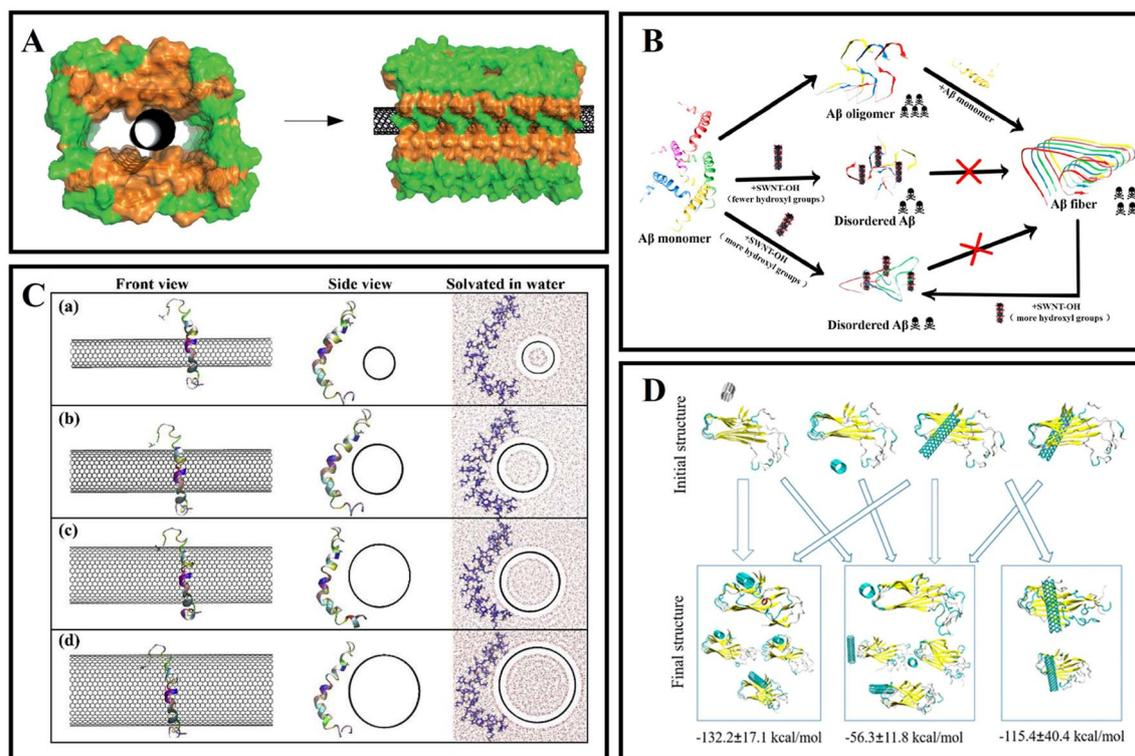 A
B
Aβ oligomer
+Aβ monomer
+SWNT-OH
(fewer hydroxyl groups)
Disordered Aβ
Aβ fiber
Aβ monomer
+SWNT-OH
( more hydroxyl groups )
Disordered Aβ
+SWNT-OH
( more hydroxyl groups )
C
Front view
Side view
Solvated in water
(a)
(b)
(c)
(d)
D
Initial structure
Final structure
-132.2±17.1 kcal/mol
-56.3±11.8 kcal/mol
-115.4±40.4 kcal/mol